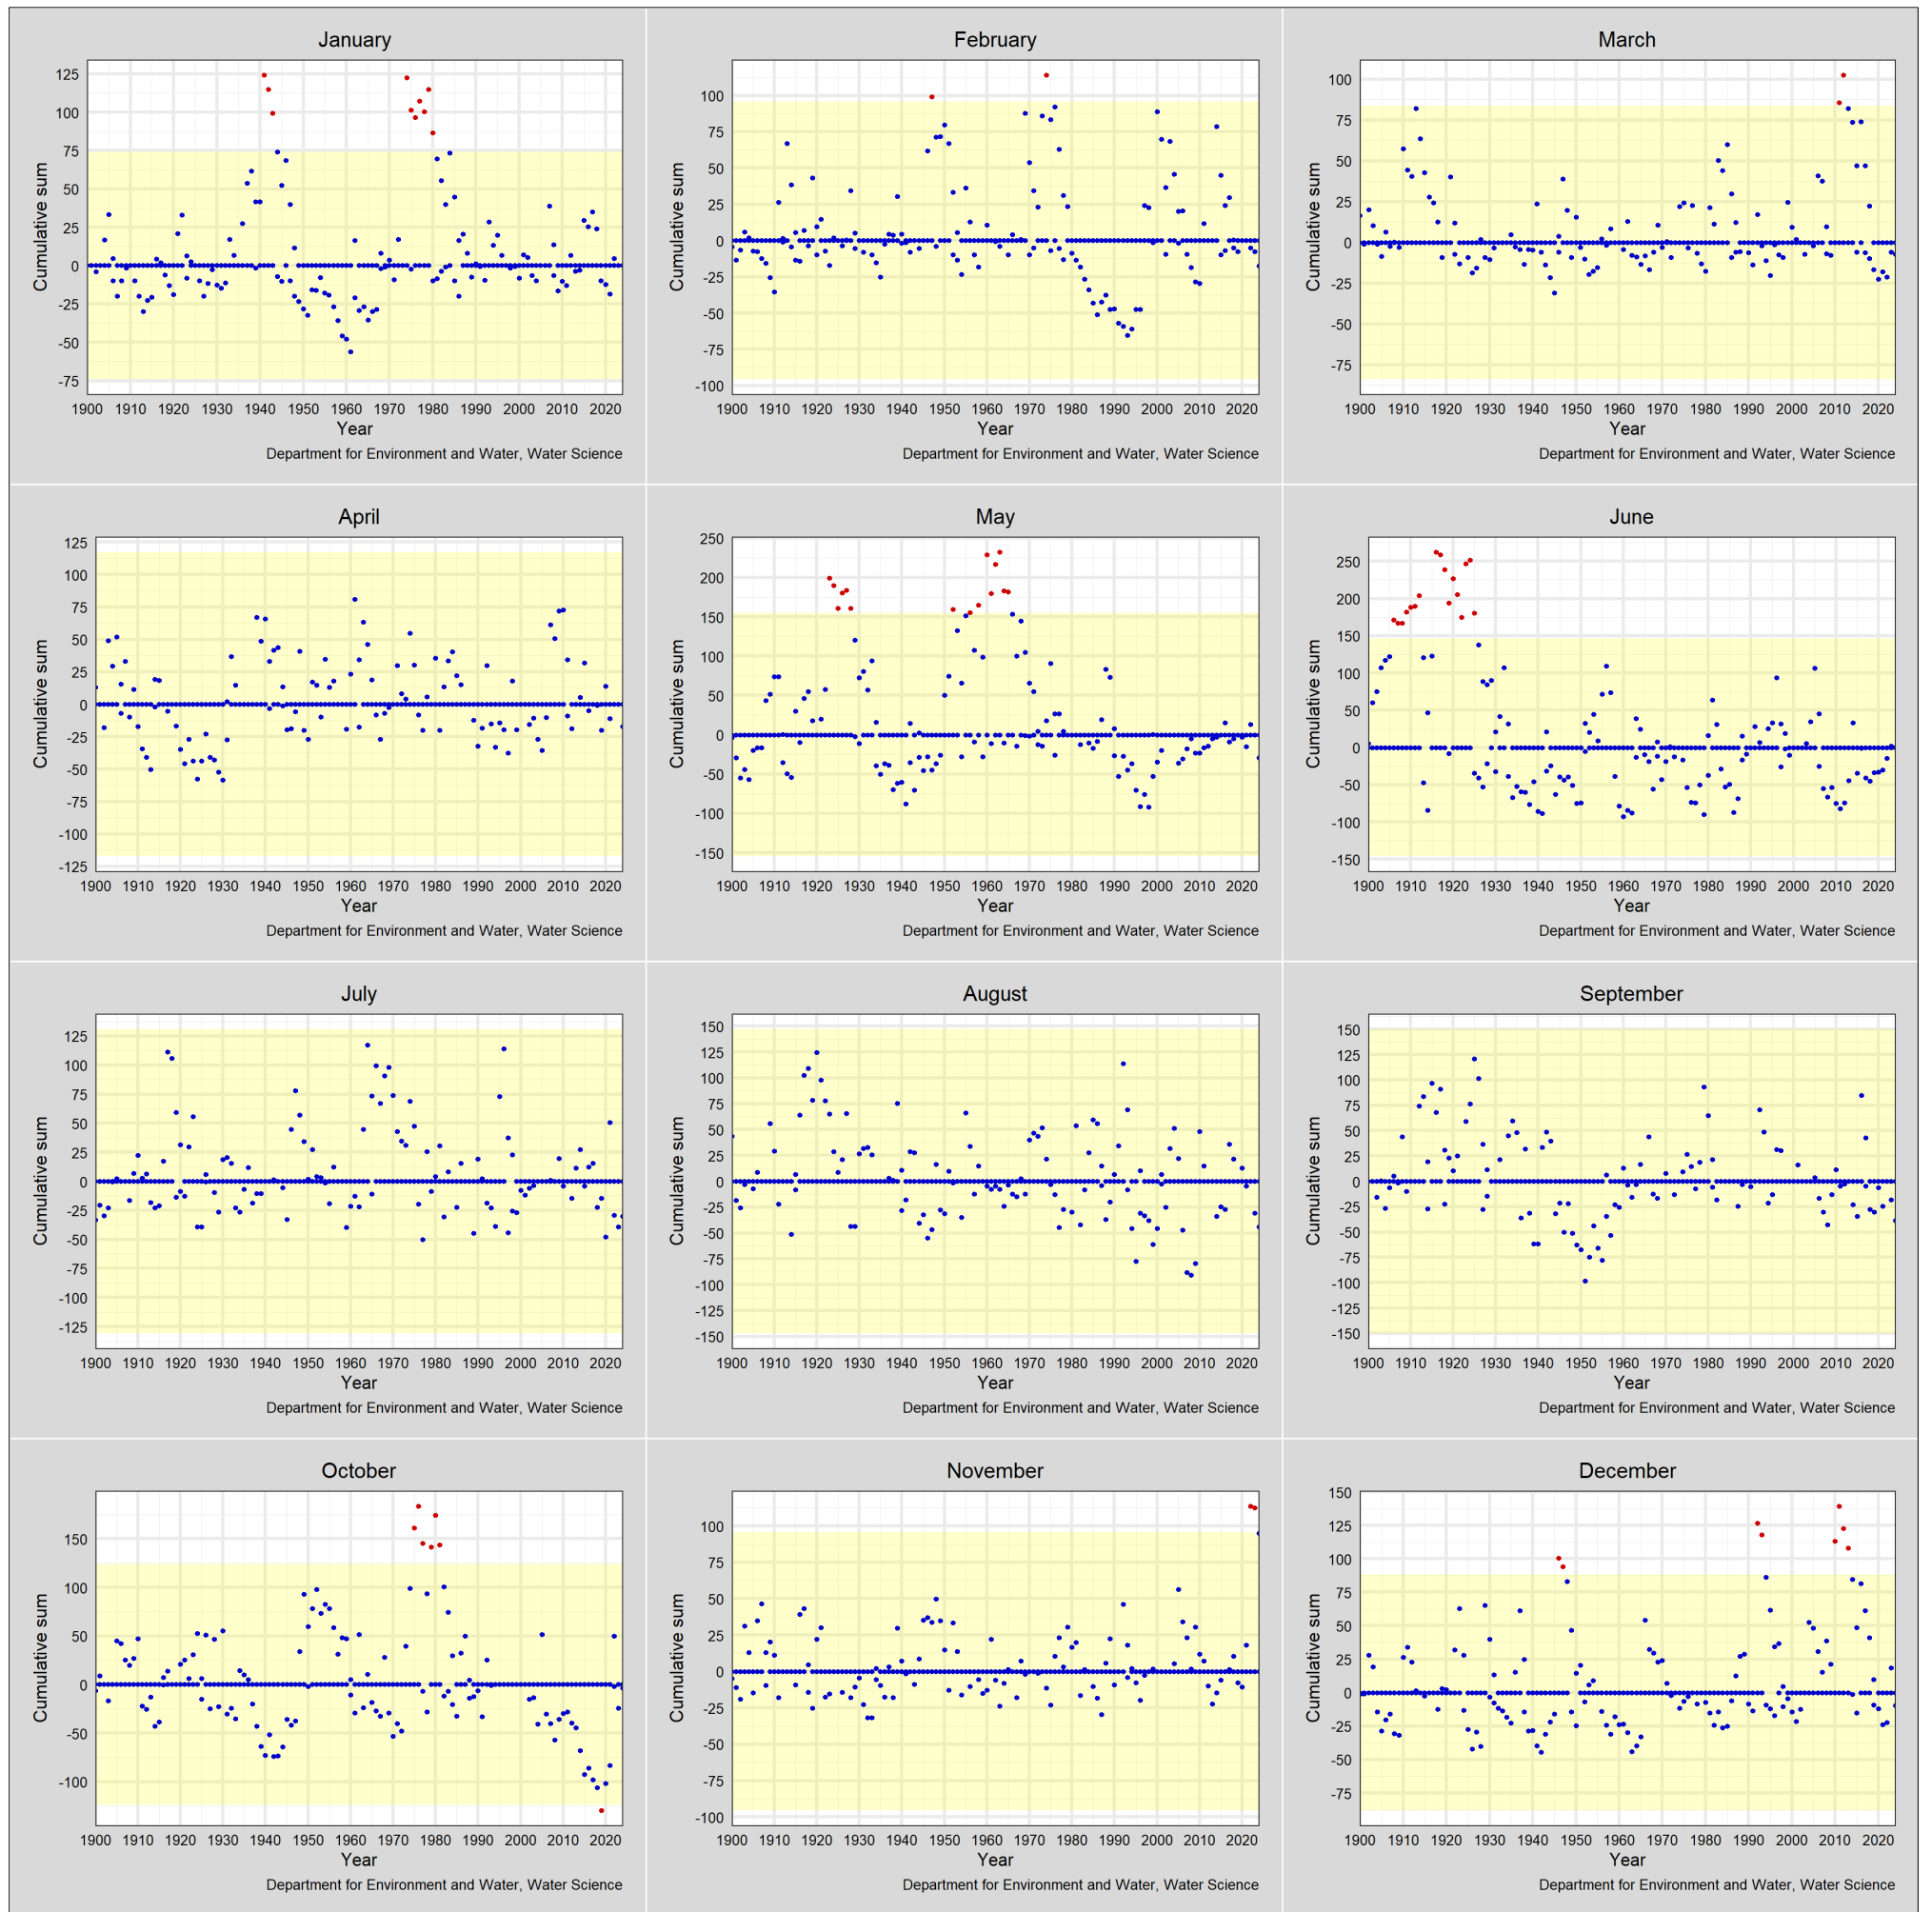 January
February
March
125
100
75
50
25
0
-25
-50
-75
Cumulative sum
1900 1910 1920 1930 1940 1950 1960 1970 1980 1990 2000 2010 2020
Year
Department for Environment and Water, Water Science
100
75
50
25
0
-25
-50
-75
-100
Cumulative sum
1900 1910 1920 1930 1940 1950 1960 1970 1980 1990 2000 2010 2020
Year
Department for Environment and Water, Water Science
100
75
50
25
0
-25
-50
-75
Cumulative sum
1900 1910 1920 1930 1940 1950 1960 1970 1980 1990 2000 2010 2020
Year
Department for Environment and Water, Water Science
April
May
June
125
100
75
50
25
0
-25
-50
-75
-100
-125
Cumulative sum
1900 1910 1920 1930 1940 1950 1960 1970 1980 1990 2000 2010 2020
Year
Department for Environment and Water, Water Science
250
200
150
100
50
0
-50
-100
-150
Cumulative sum
1900 1910 1920 1930 1940 1950 1960 1970 1980 1990 2000 2010 2020
Year
Department for Environment and Water, Water Science
250
200
150
100
50
0
-50
-100
-150
Cumulative sum
1900 1910 1920 1930 1940 1950 1960 1970 1980 1990 2000 2010 2020
Year
Department for Environment and Water, Water Science
July
August
September
125
100
75
50
25
0
-25
-50
-75
-100
-125
Cumulative sum
1900 1910 1920 1930 1940 1950 1960 1970 1980 1990 2000 2010 2020
Year
Department for Environment and Water, Water Science
150
125
100
75
50
25
0
-25
-50
-75
-100
-125
-150
Cumulative sum
1900 1910 1920 1930 1940 1950 1960 1970 1980 1990 2000 2010 2020
Year
Department for Environment and Water, Water Science
150
125
100
75
50
25
0
-25
-50
-75
-100
-125
-150
Cumulative sum
1900 1910 1920 1930 1940 1950 1960 1970 1980 1990 2000 2010 2020
Year
Department for Environment and Water, Water Science
October
November
December
150
100
50
0
-50
-100
Cumulative sum
1900 1910 1920 1930 1940 1950 1960 1970 1980 1990 2000 2010 2020
Year
Department for Environment and Water, Water Science
100
75
50
25
0
-25
-50
-75
-100
Cumulative sum
1900 1910 1920 1930 1940 1950 1960 1970 1980 1990 2000 2010 2020
Year
Department for Environment and Water, Water Science
150
125
100
75
50
25
0
-25
-50
-75
Cumulative sum
1900 1910 1920 1930 1940 1950 1960 1970 1980 1990 2000 2010 2020
Year
Department for Environment and Water, Water Science